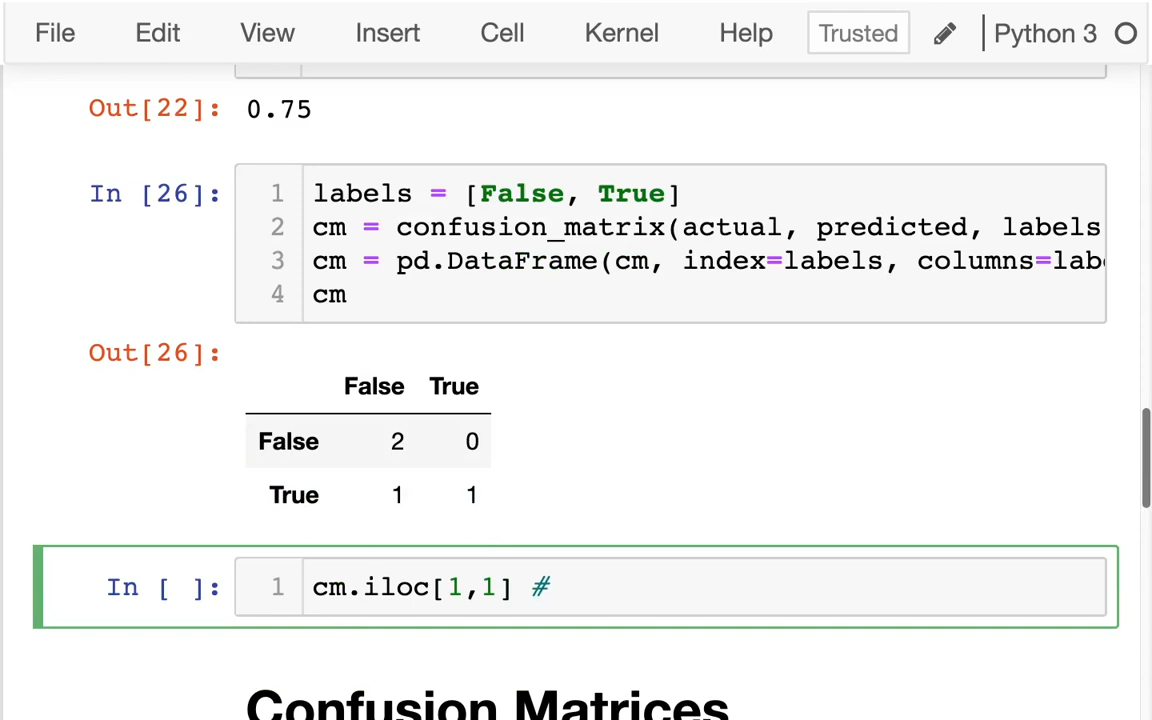 File Edit View Insert Cell Kernel Help Trusted Python 3
Out[22]: 0.75
In [26]: 1 labels = [False, True]
2 cm = confusion_matrix(actual, predicted, labels
3 cm = pd.DataFrame(cm, index=labels, columns=lab
4 cm
Out[26]:
False True
False 2 0
True 1 1
In [ ]: 1 cm.iloc[1,1] #
Confusion Matrices